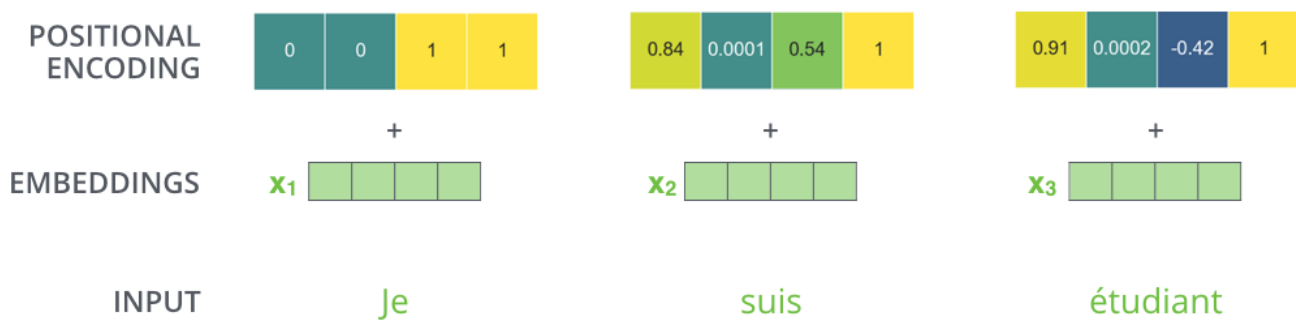 POSITIONAL
ENCODING
0 0 1 1
0.84 0.0001 0.54 1
0.91 0.0002 -0.42 1
+ + +
EMBEDDINGS x1 x2 x3
INPUT Je suis étudiant